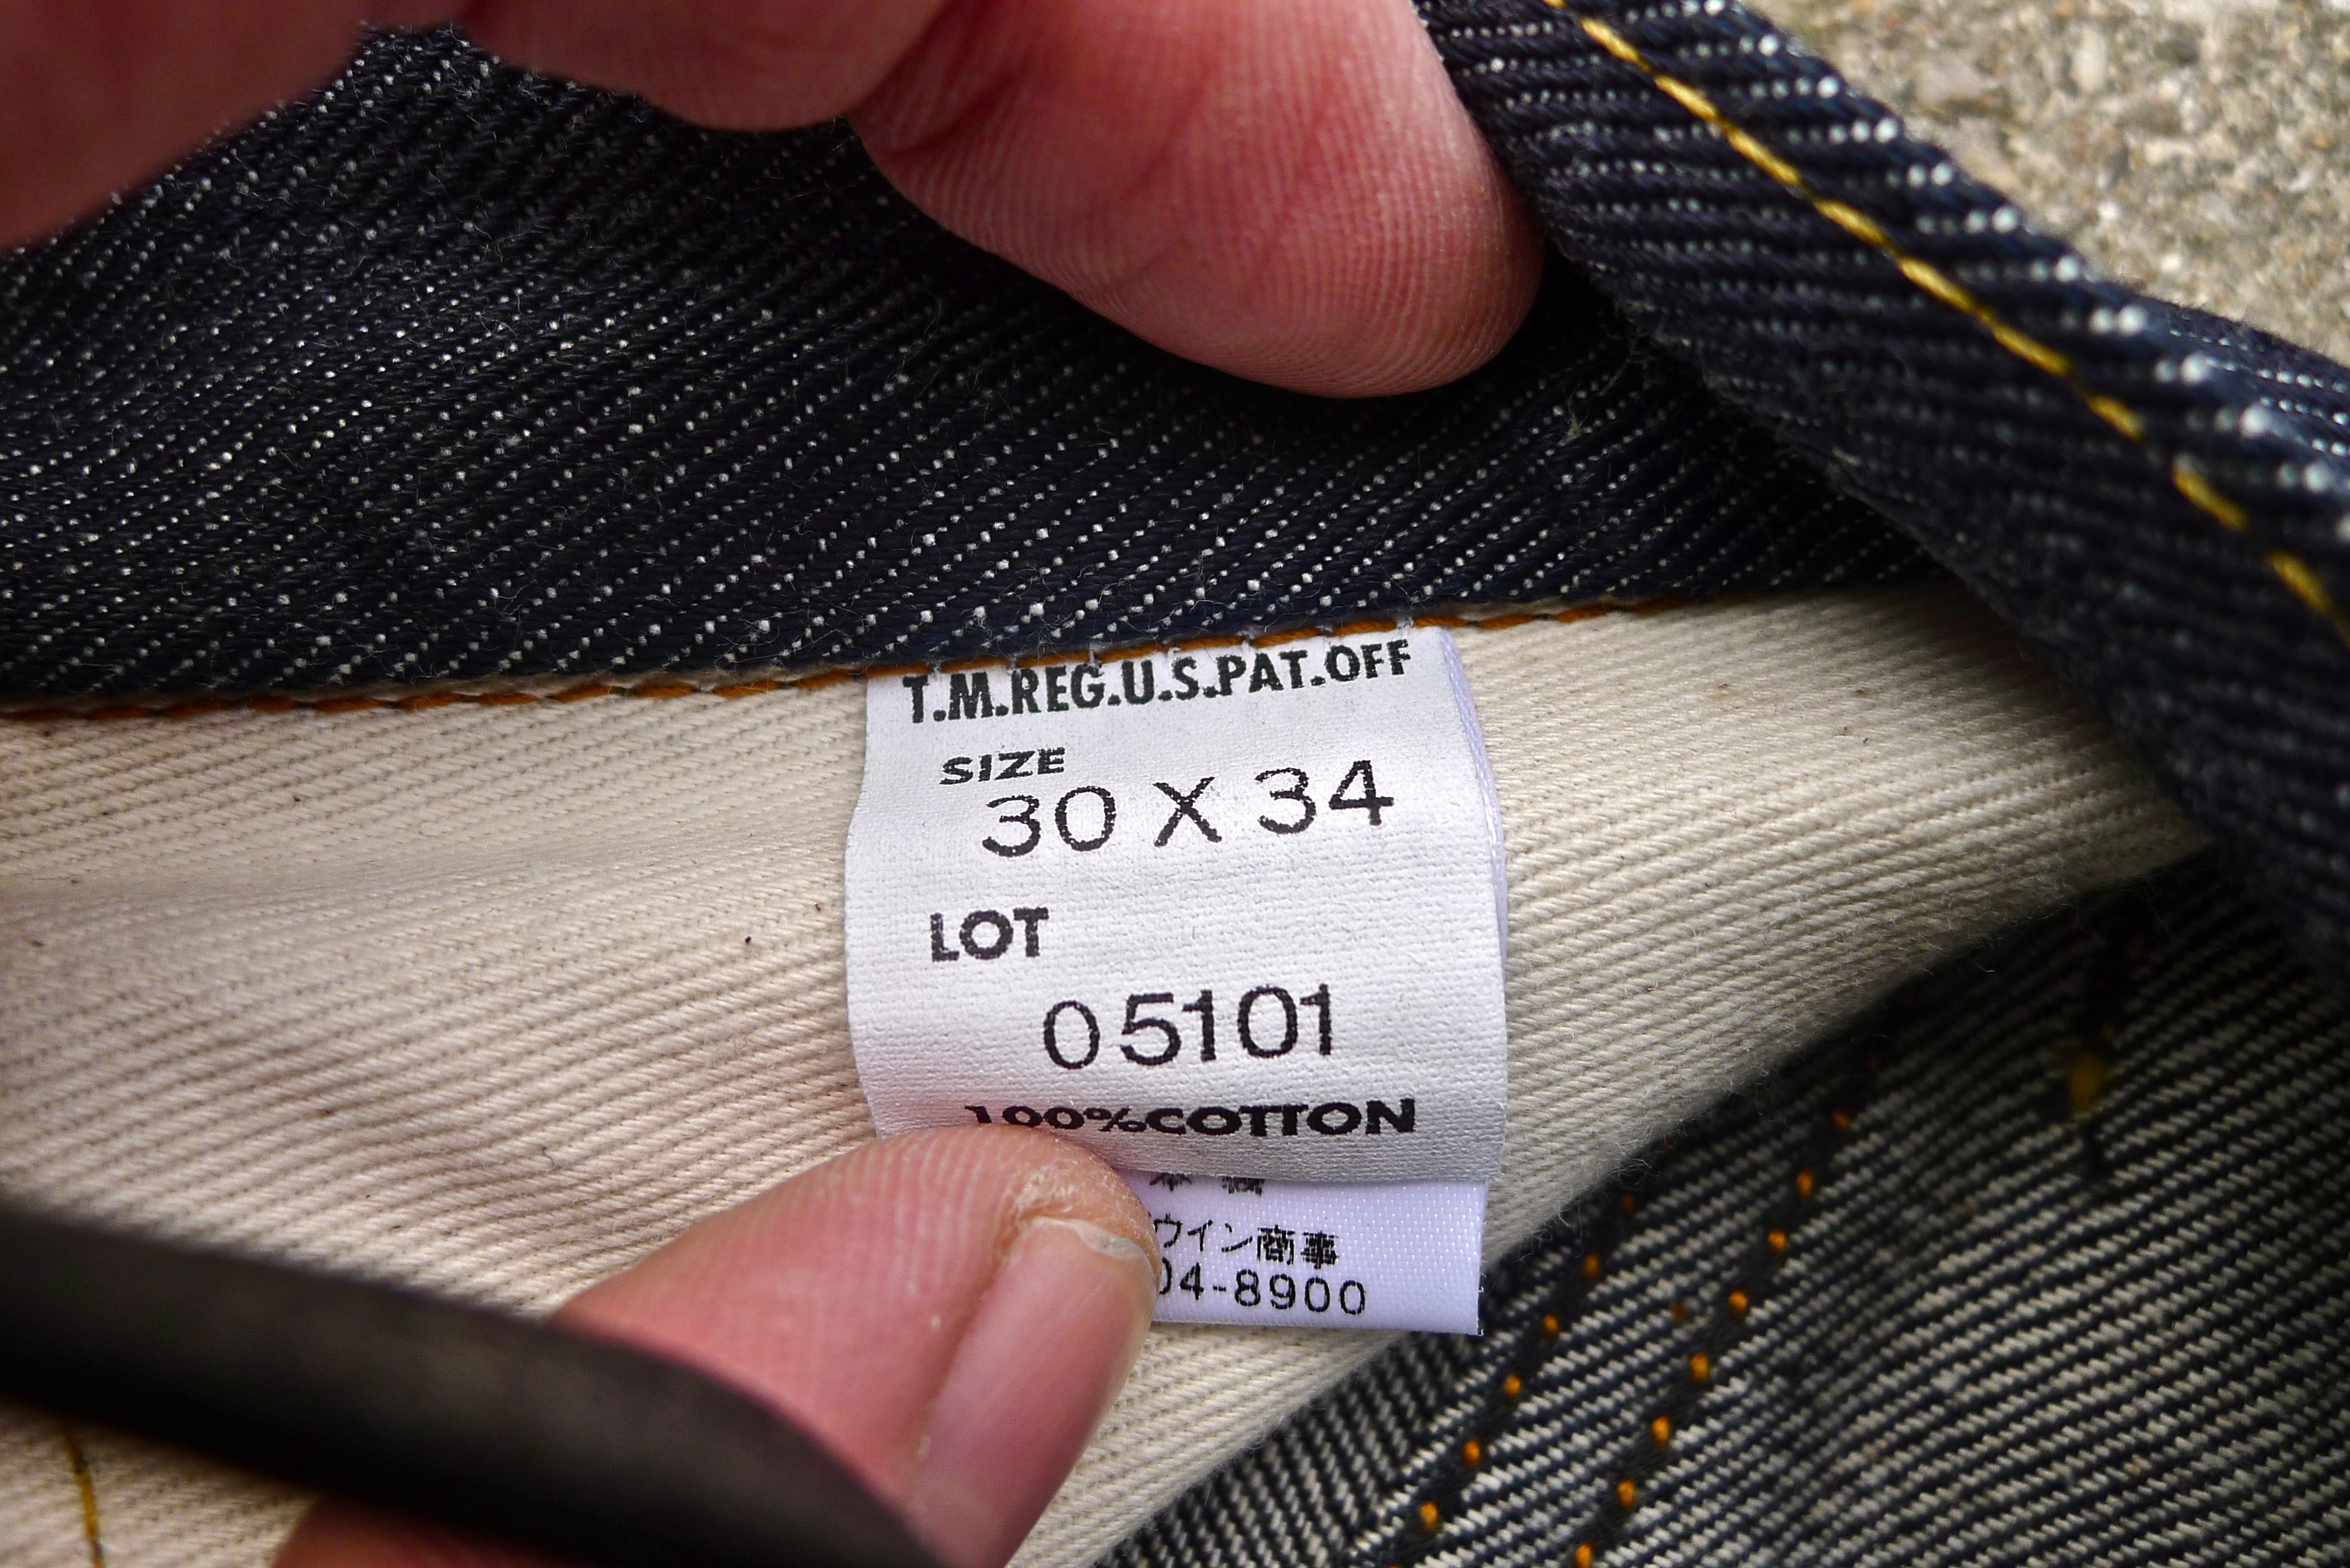 T.M.REG.U.S.PAT.OFF
SIZE
30 X 34
LOT
05101
100%COTTON
ウイン商事
04-8900